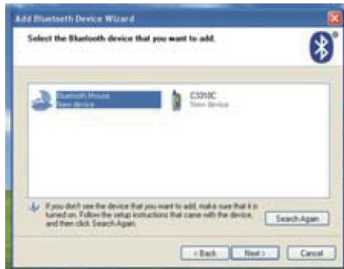 Add Bluetooth Device Wizard
Select the Bluetooth device that you want to add.
Bluetooth Mouse
New device
C3310C
New device
If you don't see the device that you want to add, make sure that it is
turned on. Follow the setup instructions that came with the device,
and then click Search Again.
Search Again
< Back
Next >
Cancel